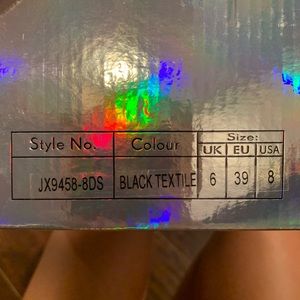 Style No. Colour Size:
UK EU USA
JX9458-8DS BLACK TEXTILE 6 39 8